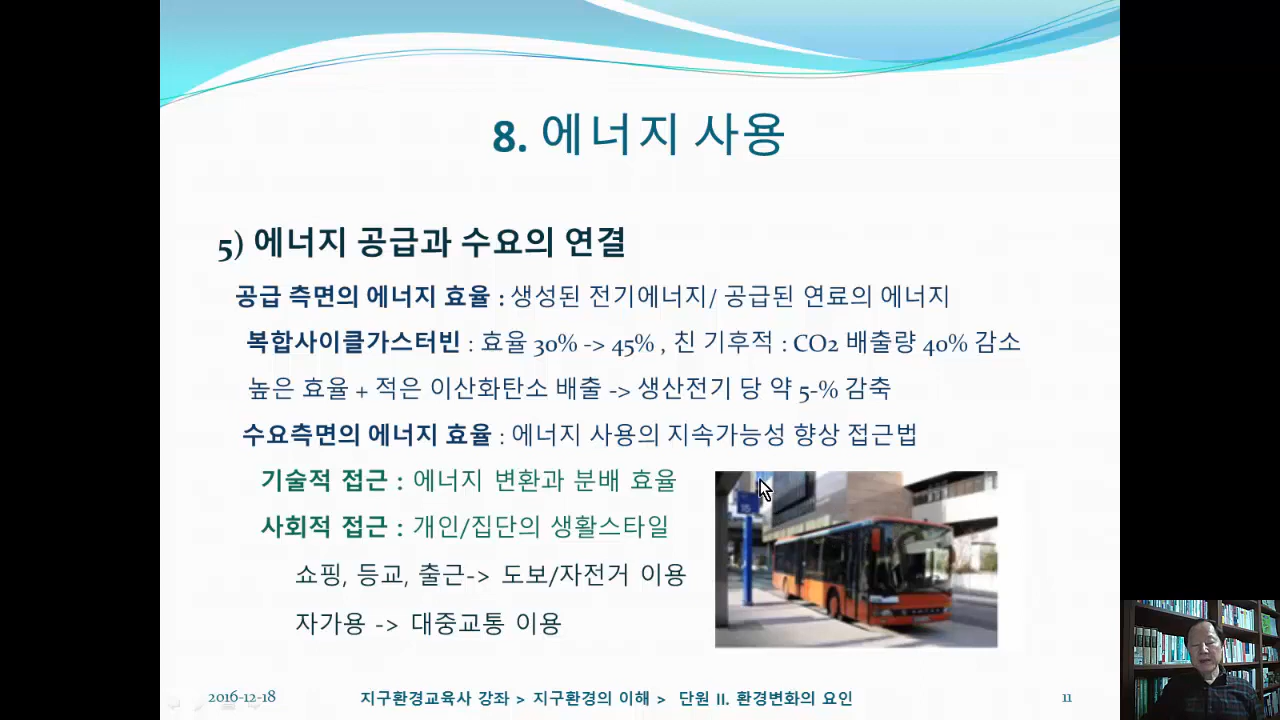 8. 에너지 사용
5) 에너지 공급과 수요의 연결
공급 측면의 에너지 효율 : 생성된 전기에너지/ 공급된 연료의 에너지
복합사이클가스터빈 : 효율 30% -> 45% , 친 기후적 : CO2 배출량 40% 감소
높은 효율 + 적은 이산화탄소 배출 -> 생산전기 당 약 5-% 감축
수요측면의 에너지 효율 : 에너지 사용의 지속가능성 향상 접근법
기술적 접근 : 에너지 변환과 분배 효율
사회적 접근 : 개인/집단의 생활스타일
쇼핑, 등교, 출근-> 도보/자전거 이용
자가용 -> 대중교통 이용
2016-12-18
지구환경교육사 강좌 > 지구환경의 이해 > 단원 II. 환경변화의 요인
11